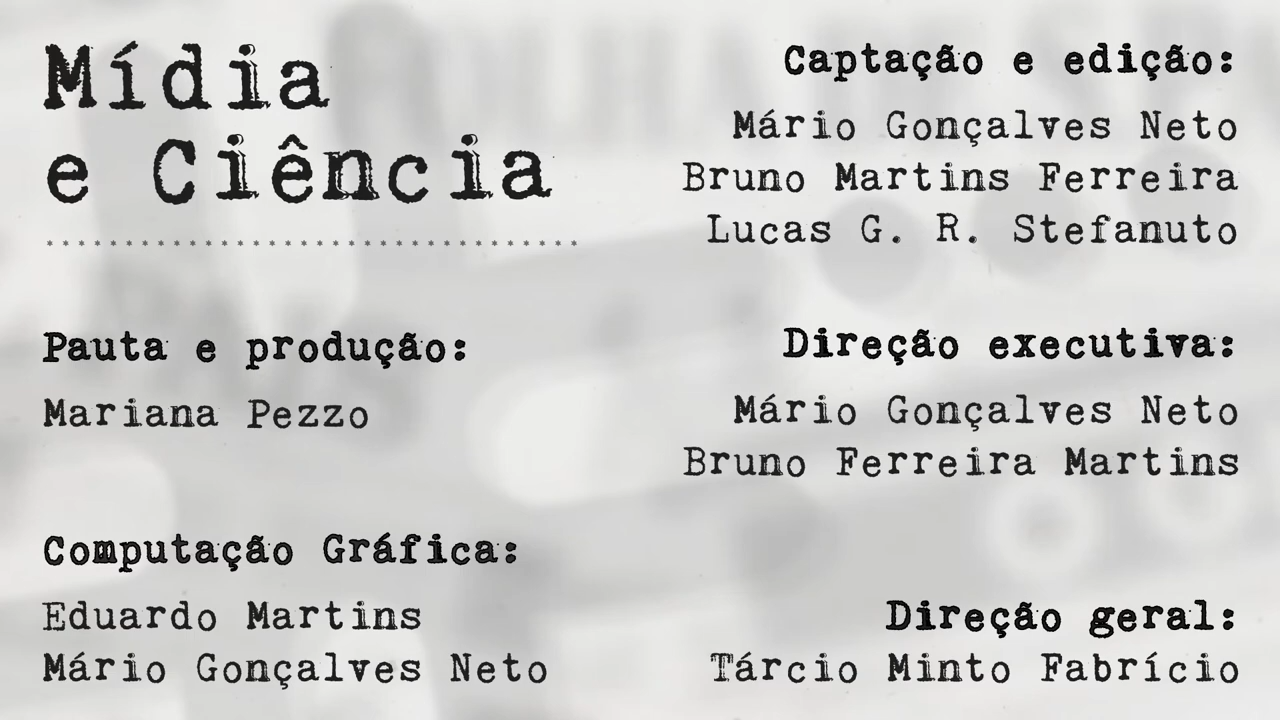 Mídia
e Ciência
Pauta e produção:
Mariana Pezzo
Computação Gráfica:
Eduardo Martins
Mário Gonçalves Neto
Captação e edição:
Mário Gonçalves Neto
Bruno Martins Ferreira
Lucas G. R. Stefanuto
Direção executiva:
Mário Gonçalves Neto
Bruno Ferreira Martins
Direção geral:
Tárcio Minto Fabrício